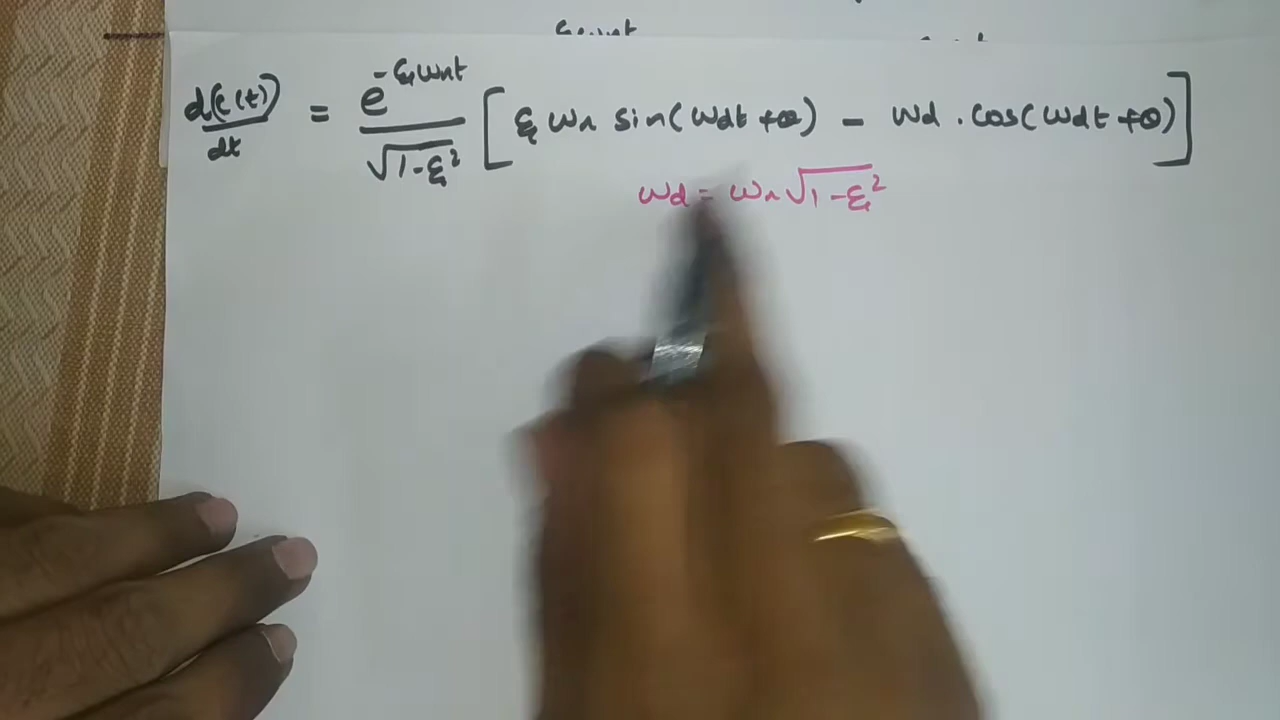 d(c(t))/dt = e^(-ξωnt)/√(1-ξ²) [ξ ωn sin(ωdt+θ) - ωd . cos(ωdt+θ)]
ωd = ωn√(1-ξ²)